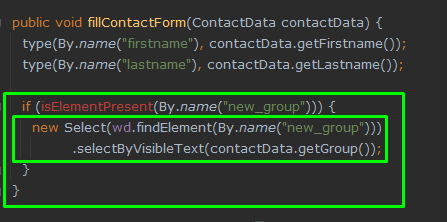 public void fillContactForm(ContactData contactData) {
type(By.name("firstname"), contactData.getFirstname());
type(By.name("lastname"), contactData.getLastname());
if (isElementPresent(By.name("new_group"))) {
new Select(wd.findElement(By.name("new_group")))
.selectByVisibleText(contactData.getGroup());
}
}